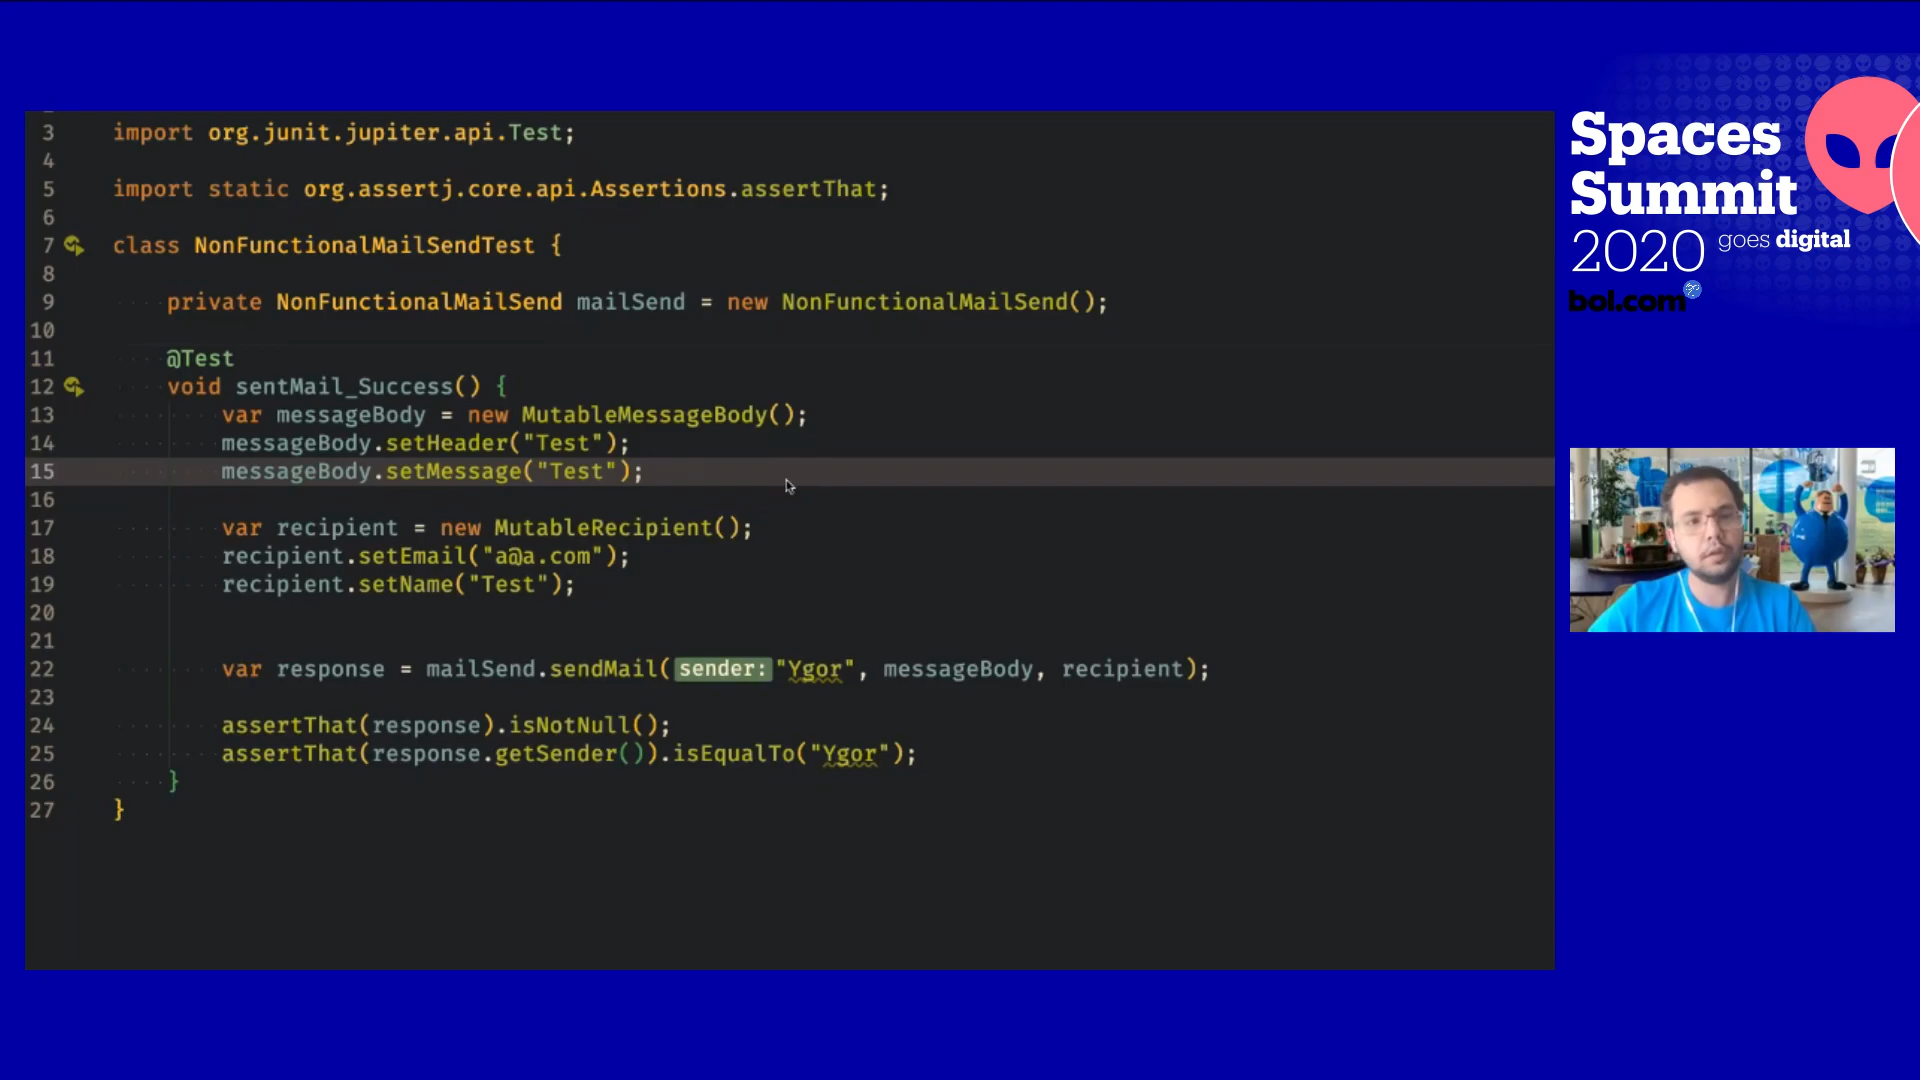 3 import org.junit.jupiter.api.Test;
4
5 import static org.assertj.core.api.Assertions.assertThat;
6
7 class NonFunctionalMailSendTest {
8
9 private NonFunctionalMailSend mailSend = new NonFunctionalMailSend();
10
11 @Test
12 void sentMail_Success() {
13 var messageBody = new MutableMessageBody();
14 messageBody.setHeader("Test");
15 messageBody.setMessage("Test");
16
17 var recipient = new MutableRecipient();
18 recipient.setEmail("a@a.com");
19 recipient.setName("Test");
20
21
22 var response = mailSend.sendMail( sender: "Ygor", messageBody, recipient);
23
24 assertThat(response).isNotNull();
25 assertThat(response.getSender()).isEqualTo("Ygor");
26 }
27 }
Spaces
Summit
2020 goes digital
bol.com